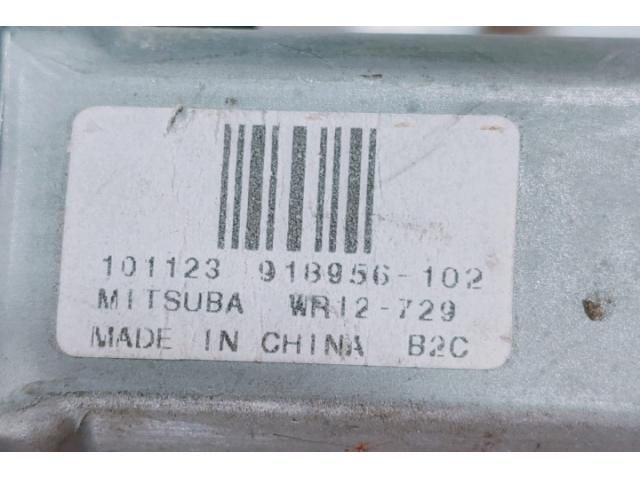 101123 918956-102
MITSUBA WR12-729
MADE IN CHINA B2C